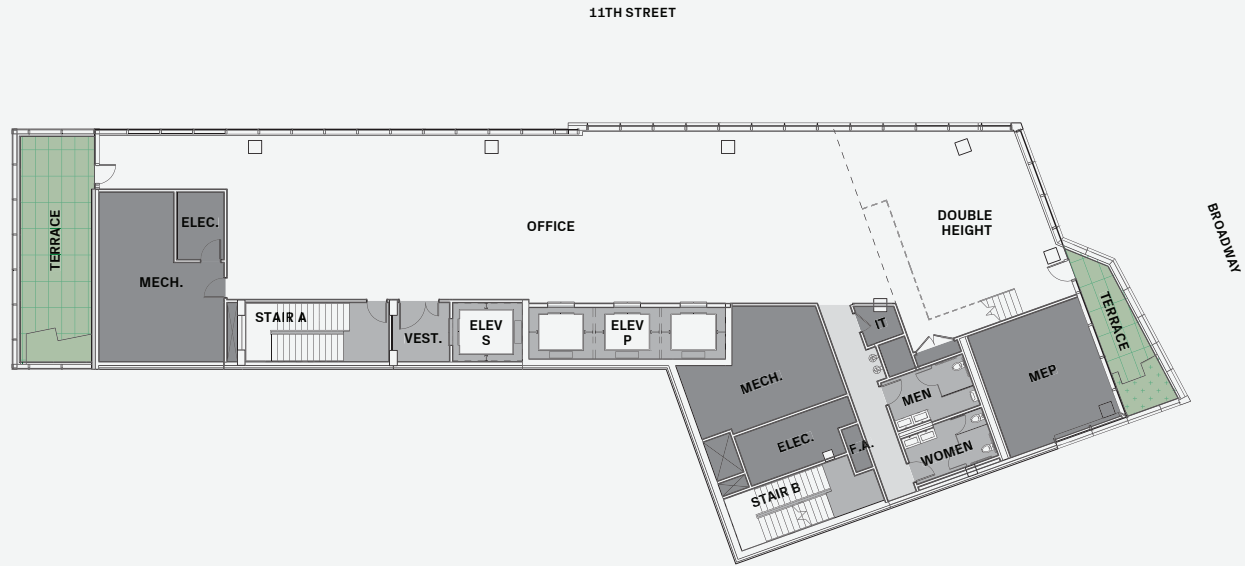 11TH STREET
BROADWAY
TERRACE
ELEC.
MECH.
OFFICE
DOUBLE
HEIGHT
STAIR A
VEST.
ELEV
S
ELEV
P
IT
TERRACE
MECH.
MEN
MEP
ELEC.
F.A.
WOMEN
STAIR B